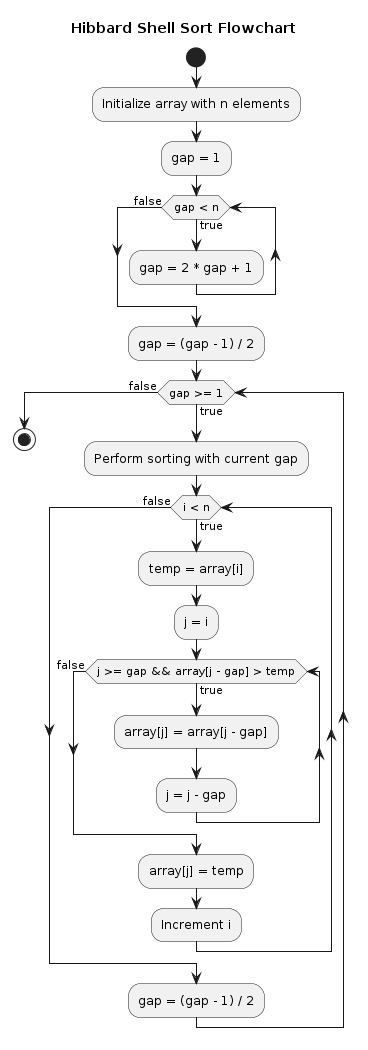 Hibbard Shell Sort Flowchart
Initialize array with n elements
gap = 1
false
gap < n
true
gap = 2 * gap + 1
gap = (gap - 1) / 2
false
gap >= 1
true
Perform sorting with current gap
false
i < n
true
temp = array[i]
j = i
false
j >= gap && array[j - gap] > temp
true
array[j] = array[j - gap]
j = j - gap
array[j] = temp
Increment i
gap = (gap - 1) / 2